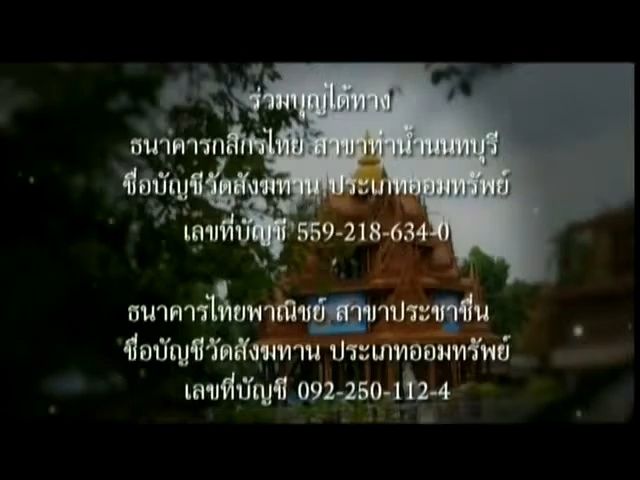 ร่วมบุญได้ทาง
ธนาคารกสิกรไทย สาขาท่าน้ำนนทบุรี
ชื่อบัญชีวัดสังฆทาน ประเภทออมทรัพย์
เลขที่บัญชี 559-218-634-0
ธนาคารไทยพาณิชย์ สาขาประชาชื่น
ชื่อบัญชีวัดสังฆทาน ประเภทออมทรัพย์
เลขที่บัญชี 092-250-112-4